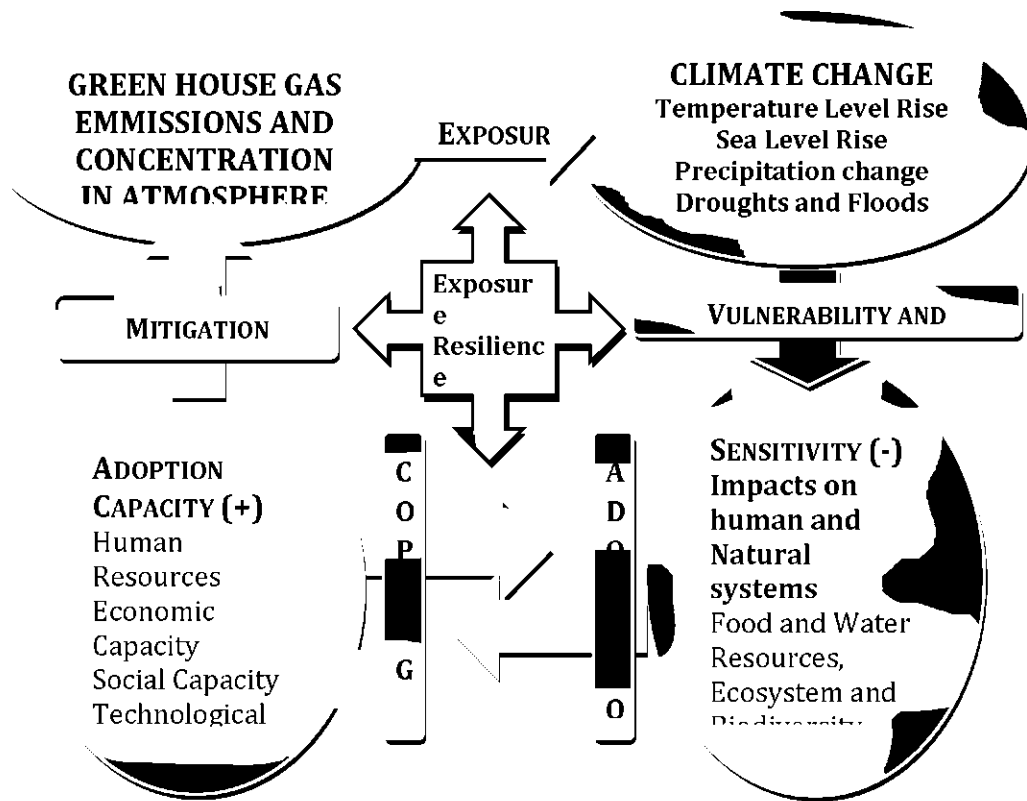 GREEN HOUSE GAS
EMMISSIONS AND
CONCENTRATION
IN ATMOSPHERE
EXPOSUR
CLIMATE CHANGE
Temperature Level Rise
Sea Level Rise
Precipitation change
Droughts and Floods
MITIGATION
Exposur
e
Resilienc
e
VULNERABILITY AND
ADOPTION
CAPACITY (+)
Human
Resources
Economic
Capacity
Social Capacity
Technological
C
O
P
G
A
D
O
O
SENSITIVITY (-)
Impacts on
human and
Natural
systems
Food and Water
Resources,
Ecosystem and
Biodiversity